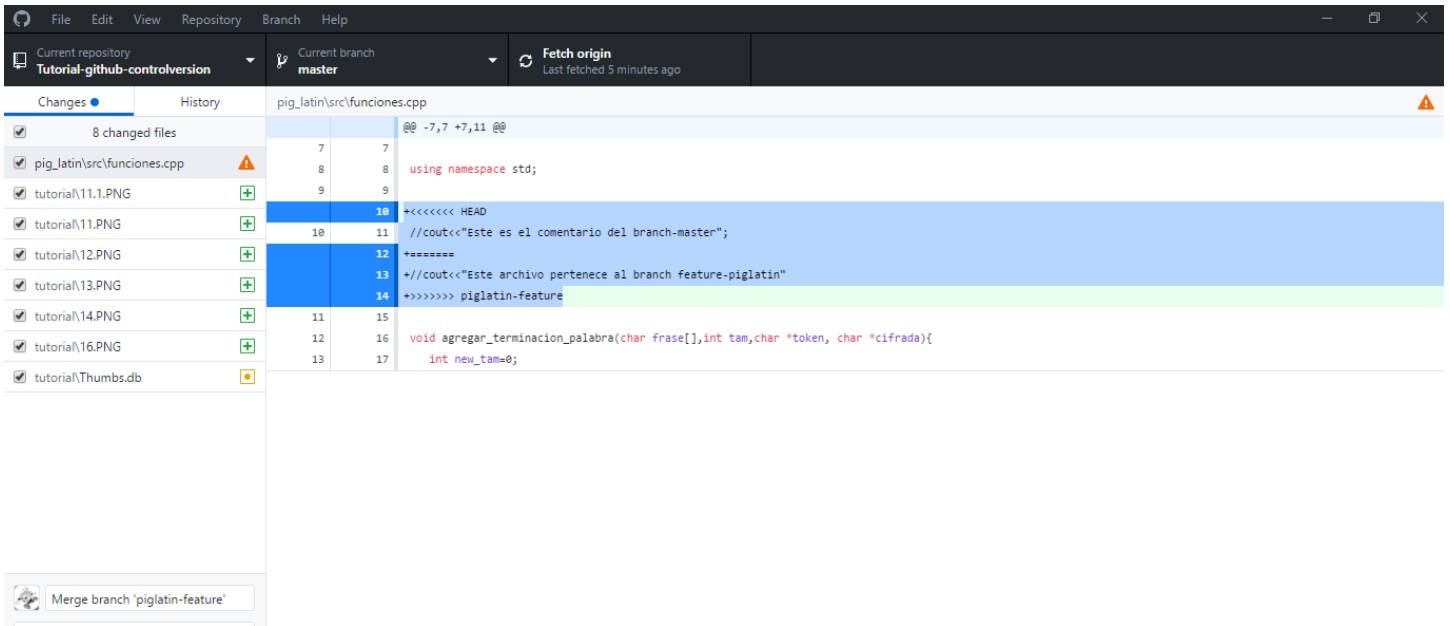 File Edit View Repository Branch Help
Current repository
Tutorial-github-controlversion
Current branch
master
Fetch origin
Last fetched 5 minutes ago
Changes History
8 changed files
pig_latin\src\funciones.cpp
tutorial\11.1.PNG
tutorial\11.PNG
tutorial\12.PNG
tutorial\13.PNG
tutorial\14.PNG
tutorial\16.PNG
tutorial\Thumbs.db
Merge branch 'piglatin-feature'
pig_latin\src\funciones.cpp
@@ -7,7 +7,11 @@
7 7
8 8 using namespace std;
9 9
10 +<<<<<<< HEAD
10 11 //cout<<"Este es el comentario del branch-master";
12 +=======
13 +//cout<<"Este archivo pertenece al branch feature-piglatin"
14 +>>>>>>> piglatin-feature
11 15
12 16 void agregar_terminacion_palabra(char frase[],int tam,char *token, char *cifrada){
13 17 int new_tam=0;